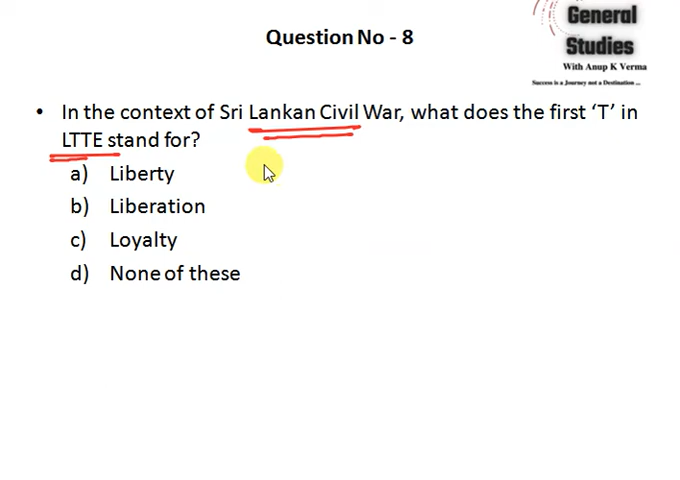 General
Studies
With Anup K Verma
Success is a Journey not a Destination ...
Question No - 8
• In the context of Sri Lankan Civil War, what does the first ‘T’ in
LTTE stand for?
a) Liberty
b) Liberation
c) Loyalty
d) None of these